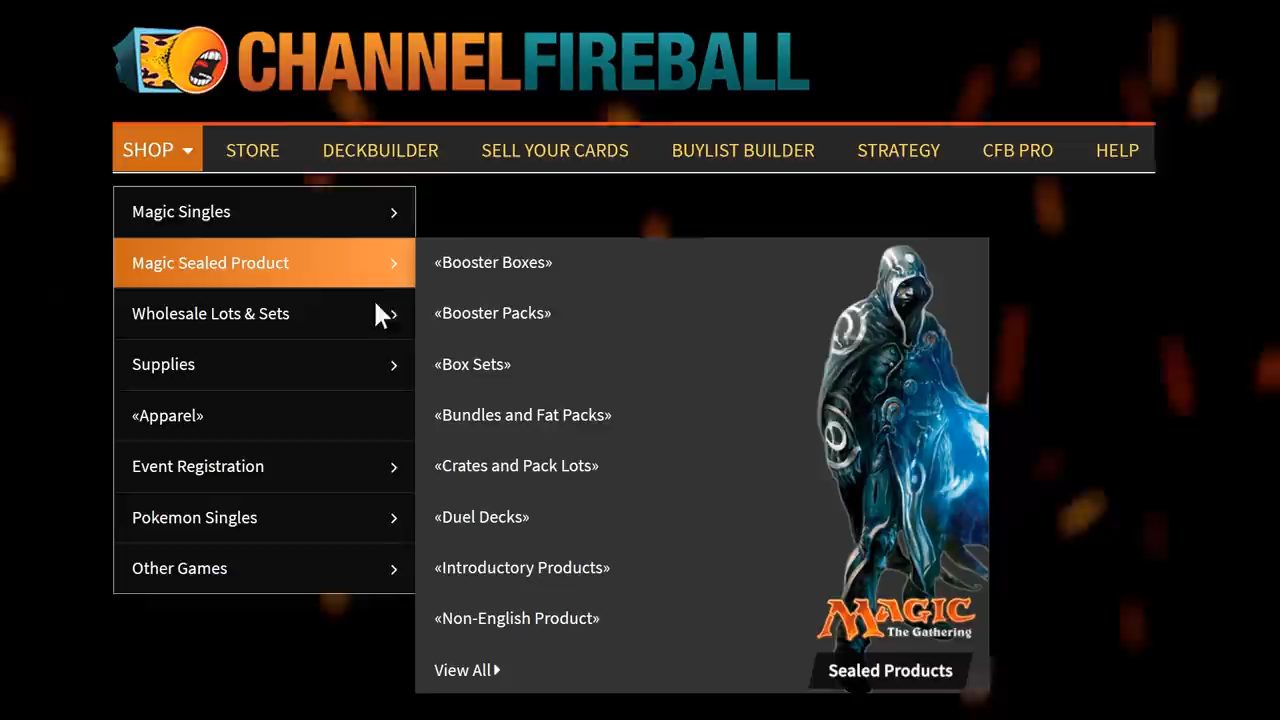 CHANNELFIREBALL
SHOP STORE DECKBUILDER SELL YOUR CARDS BUYLIST BUILDER STRATEGY CFB PRO HELP
Magic Singles
Magic Sealed Product
Wholesale Lots & Sets
Supplies
«Apparel»
Event Registration
Pokemon Singles
Other Games
«Booster Boxes»
«Booster Packs»
«Box Sets»
«Bundles and Fat Packs»
«Crates and Pack Lots»
«Duel Decks»
«Introductory Products»
«Non-English Product»
View All
MAGIC
The Gathering
Sealed Products